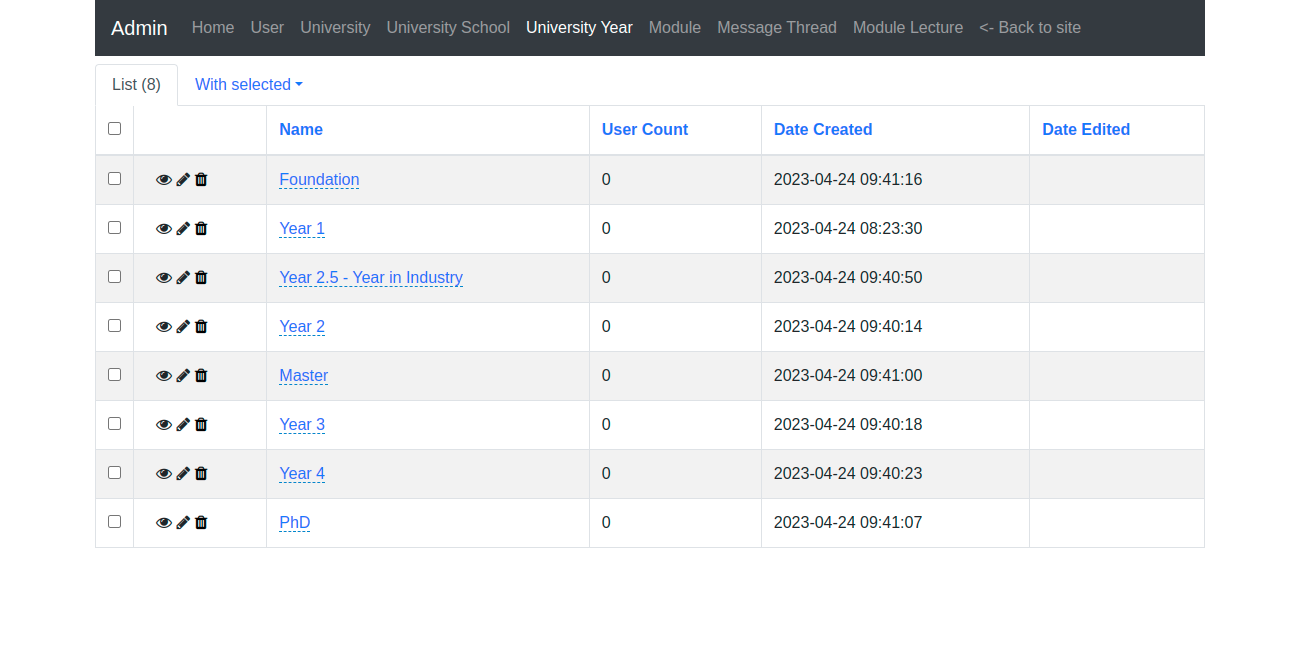 Admin Home User University University School University Year Module Message Thread Module Lecture <- Back to site
List (8) With selected
Name User Count Date Created Date Edited
Foundation 0 2023-04-24 09:41:16
Year 1 0 2023-04-24 08:23:30
Year 2.5 - Year in Industry 0 2023-04-24 09:40:50
Year 2 0 2023-04-24 09:40:14
Master 0 2023-04-24 09:41:00
Year 3 0 2023-04-24 09:40:18
Year 4 0 2023-04-24 09:40:23
PhD 0 2023-04-24 09:41:07